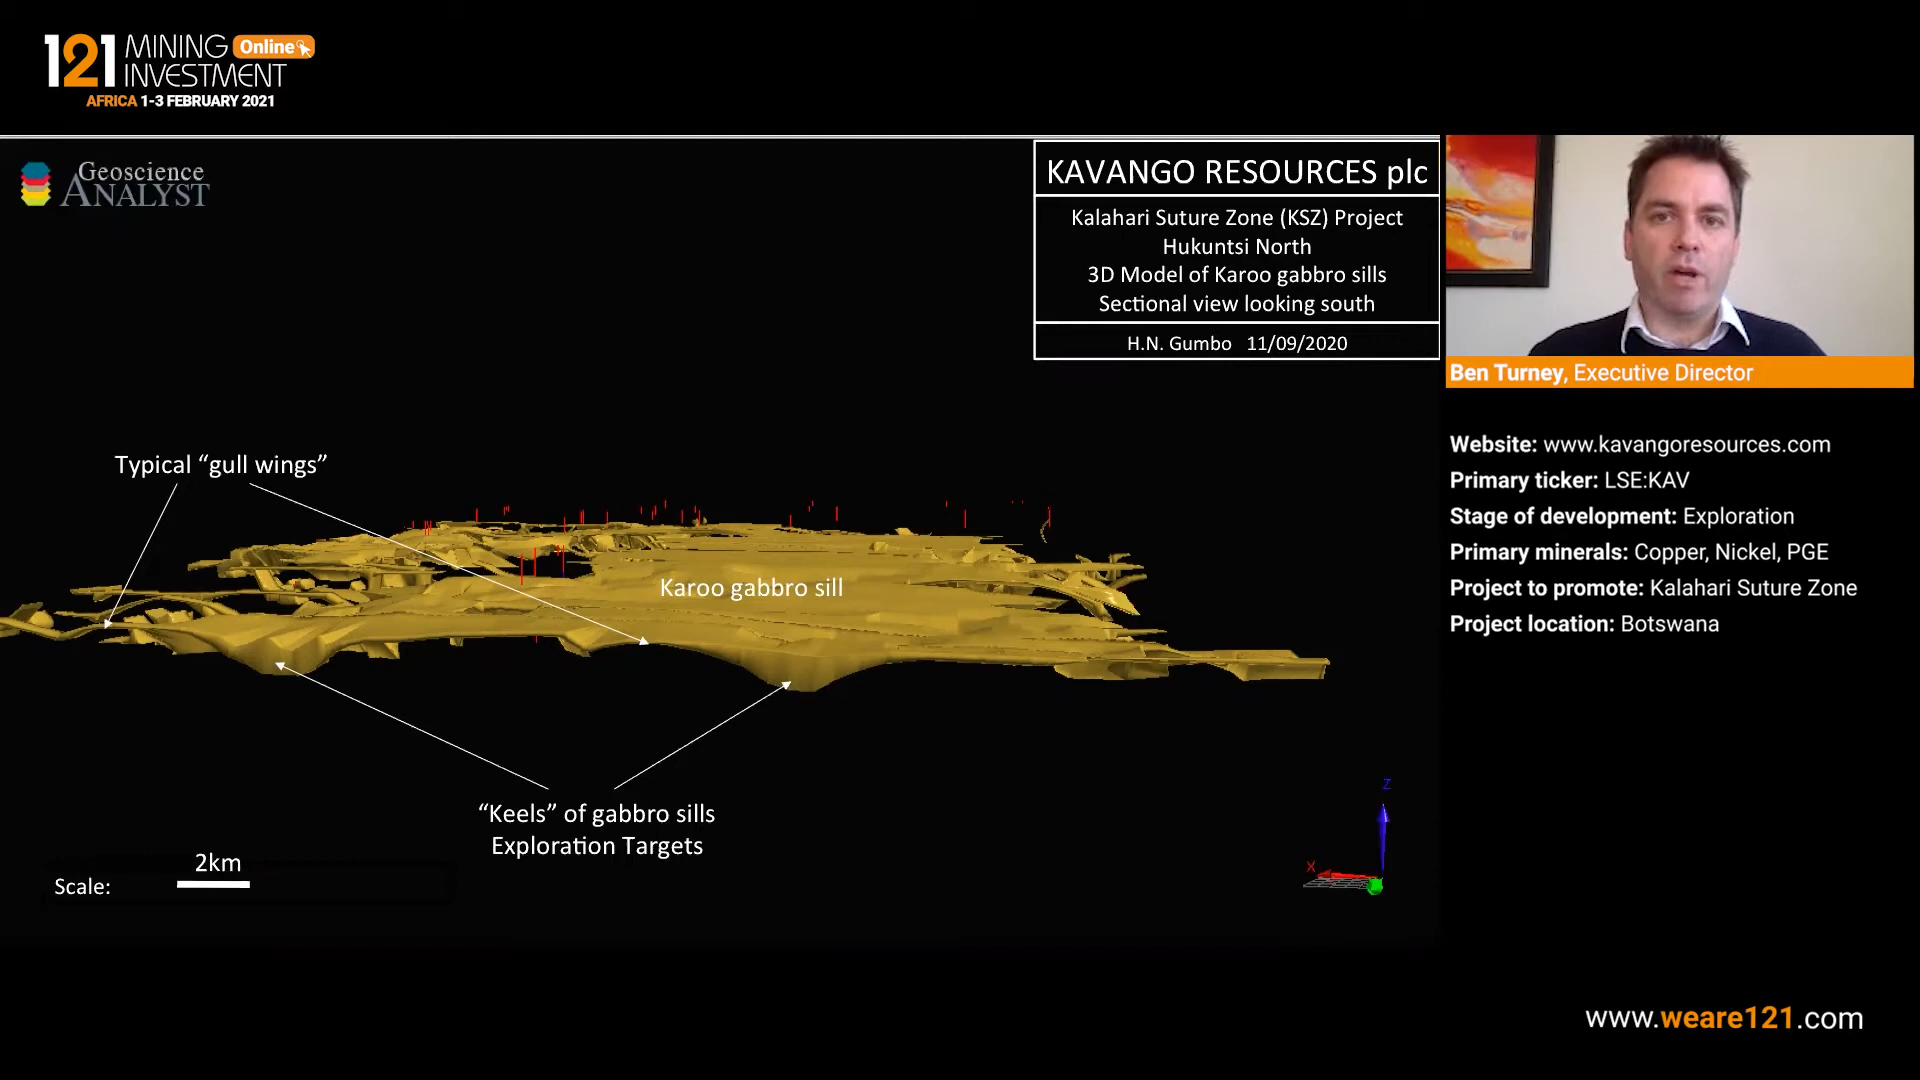 121 MINING Online
INVESTMENT
AFRICA 1-3 FEBRUARY 2021
Geoscience
ANALYST
KAVANGO RESOURCES plc
Kalahari Suture Zone (KSZ) Project
Hukuntsi North
3D Model of Karoo gabbro sills
Sectional view looking south
H.N. Gumbo 11/09/2020
Ben Turney, Executive Director
Website: www.kavangoresources.com
Primary ticker: LSE:KAV
Stage of development: Exploration
Primary minerals: Copper, Nickel, PGE
Project to promote: Kalahari Suture Zone
Project location: Botswana
Typical “gull wings”
Karoo gabbro sill
“Keels” of gabbro sills
Exploration Targets
2km
Scale:
Z
X
www.weare121.com